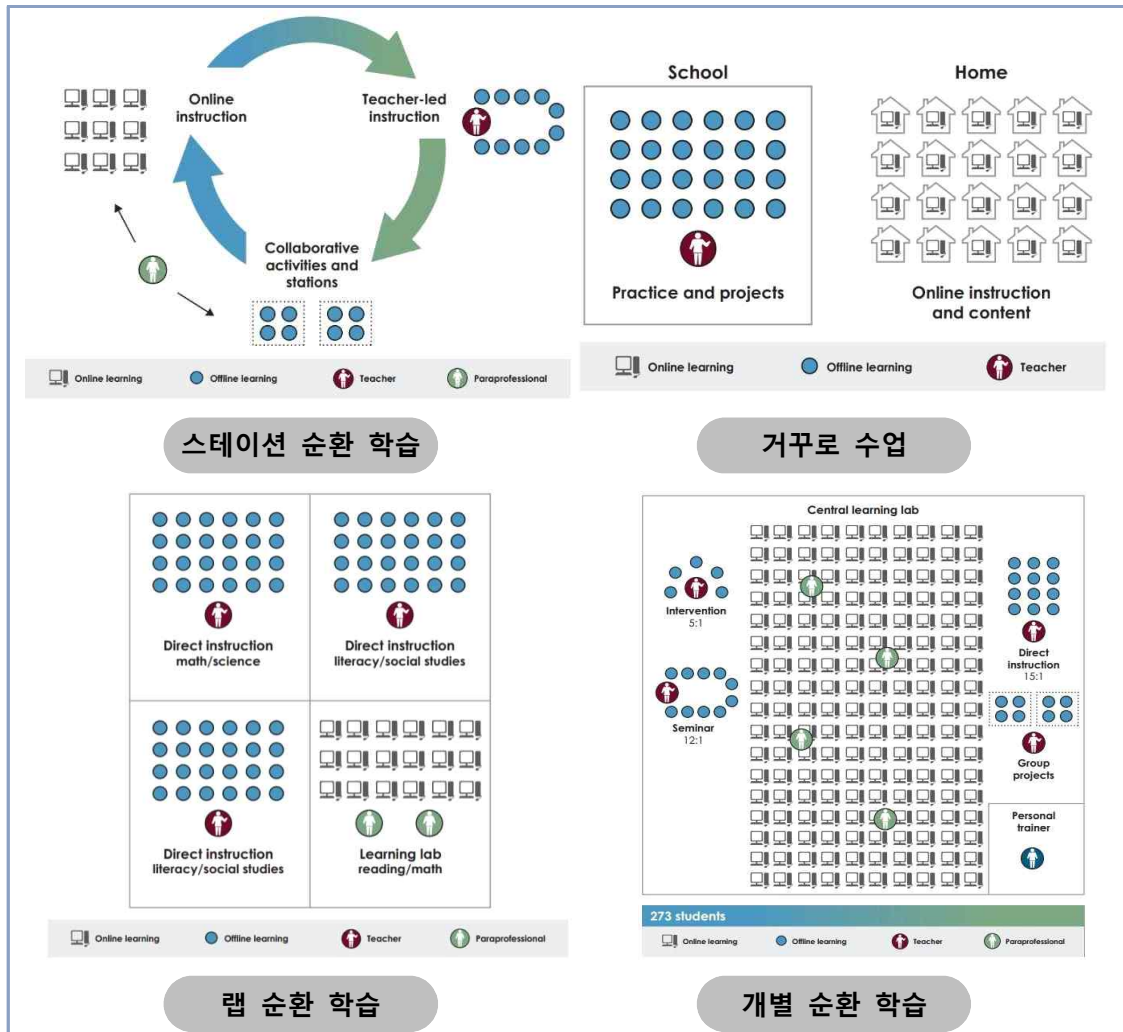 Online
instruction
Teacher-led
instruction
Collaborative
activities and
stations
Online learning Offline learning Teacher Paraprofessional
스테이션 순환 학습
School Home
Practice and projects
Online instruction
and content
Online learning Offline learning Teacher
거꾸로 수업
Direct instruction
math/science
Direct instruction
literacy/social studies
Direct instruction
literacy/social studies
Learning lab
reading/math
Online learning Offline learning Teacher Paraprofessional
랩 순환 학습
Central learning lab
Intervention
5:1
Seminar
12:1
Direct
instruction
15:1
Group
projects
Personal
trainer
273 students
Online learning Offline learning Teacher Paraprofessional
개별 순환 학습